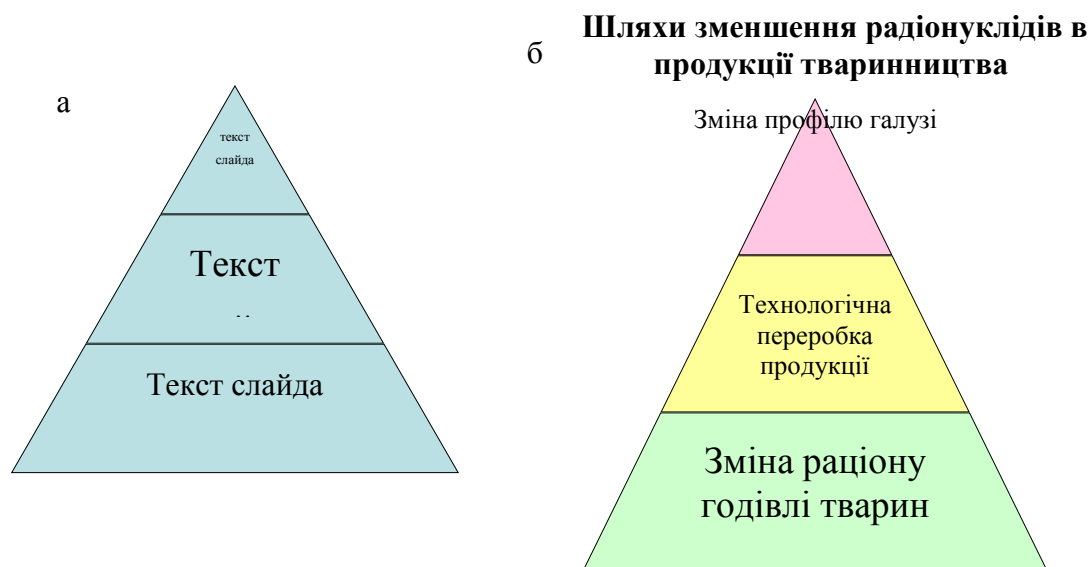 а
текст
слайда
Текст
Текст слайда
б
Шляхи зменшення радіонуклідів в
продукції тваринництва
Зміна профілю галузі
Технологічна
переробка
продукції
Зміна раціону
годівлі тварин